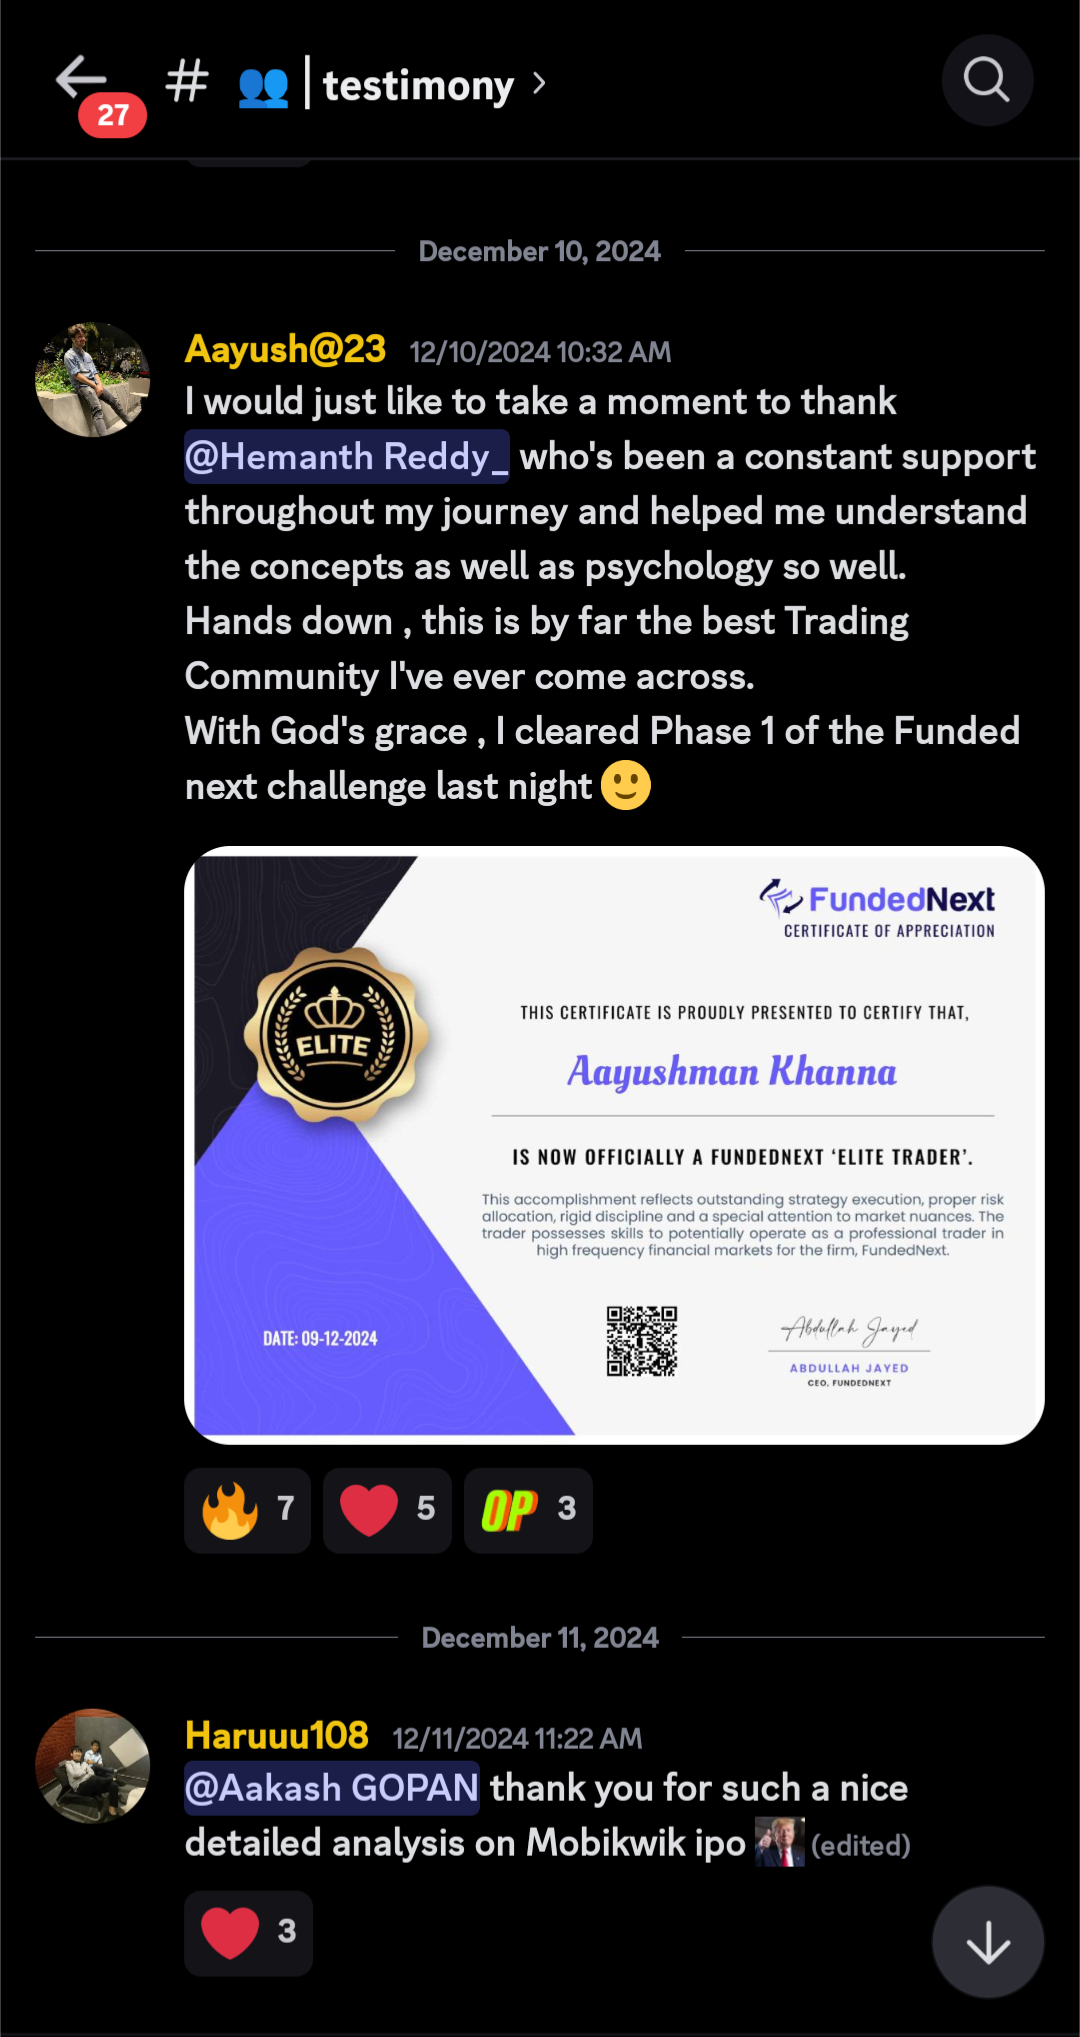 27
# 👥 | testimony ›
December 10, 2024
Aayush@23 12/10/2024 10:32 AM
I would just like to take a moment to thank
@Hemanth Reddy_ who's been a constant support
throughout my journey and helped me understand
the concepts as well as psychology so well.
Hands down , this is by far the best Trading
Community I've ever come across.
With God's grace , I cleared Phase 1 of the Funded
next challenge last night 🙂
FundedNext
CERTIFICATE OF APPRECIATION
ELITE
THIS CERTIFICATE IS PROUDLY PRESENTED TO CERTIFY THAT,
Aayushman Khanna
IS NOW OFFICIALLY A FUNDEDNEXT ‘ELITE TRADER’.
This accomplishment reflects outstanding strategy execution, proper risk
allocation, rigid discipline and a special attention to market nuances. The
trader possesses skills to potentially operate as a professional trader in
high frequency financial markets for the firm, FundedNext.
DATE: 09-12-2024
Abdullah Jayed
ABDULLAH JAYED
CEO, FUNDEDNEXT
🔥 7 ❤️ 5 OP 3
December 11, 2024
Haruuu108 12/11/2024 11:22 AM
@Aakash GOPAN thank you for such a nice
detailed analysis on Mobikwik ipo (edited)
❤️ 3